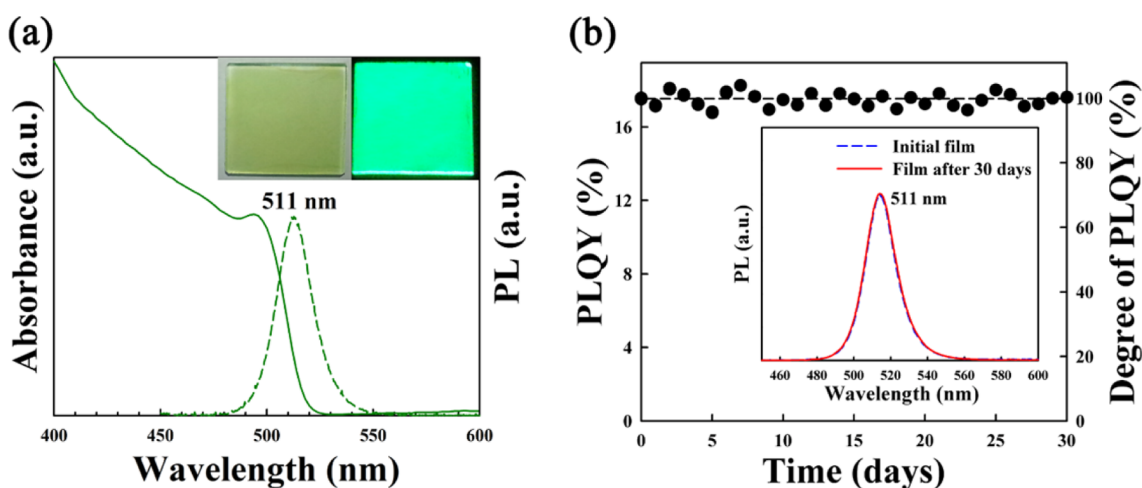 (a)
Absorbance (a.u.)
511 nm
PL (a.u.)
400 450 500 550 600
Wavelength (nm)
(b)
PLQY (%)
16
12
8
4
0
Initial film
Film after 30 days
511 nm
PL (a.u.)
460 480 500 520 540 560 580 600
Wavelength (nm)
100
80
60
40
20
0
Degree of PLQY (%)
0 5 10 15 20 25 30
Time (days)